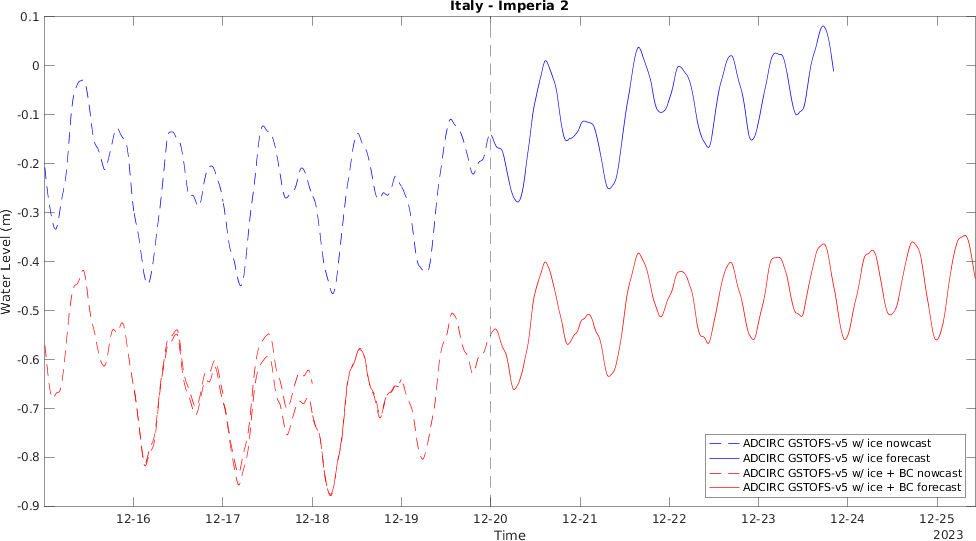 Italy - Imperia 2
0.1
0
-0.1
-0.2
-0.3
-0.4
-0.5
-0.6
-0.7
-0.8
-0.9
Water Level (m)
12-16 12-17 12-18 12-19 12-20 12-21 12-22 12-23 12-24 12-25
Time
2023
ADCIRC GSTOFS-v5 w/ ice nowcast
ADCIRC GSTOFS-v5 w/ ice forecast
ADCIRC GSTOFS-v5 w/ ice + BC nowcast
ADCIRC GSTOFS-v5 w/ ice + BC forecast